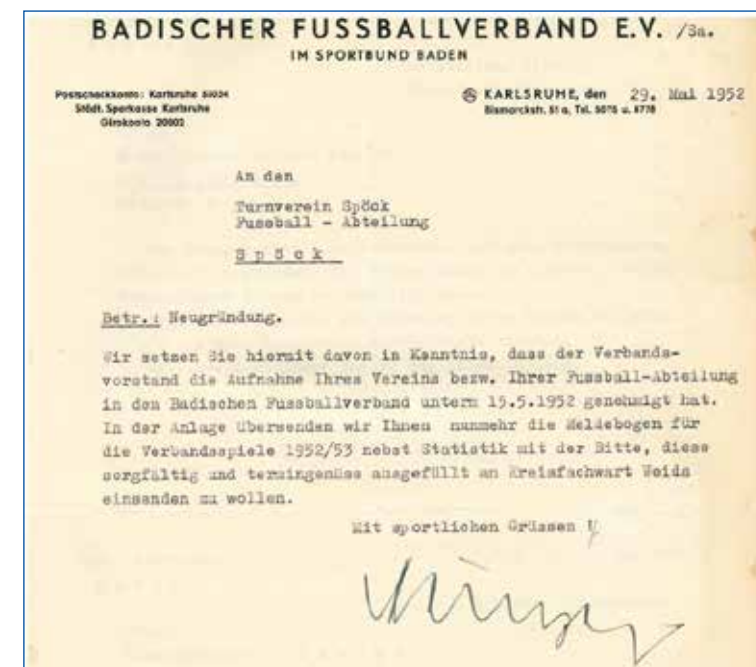 BADISCHER FUSSBALLVERBAND E.V. /Sa.
IM SPORTBUND BADEN
Postscheckkonto: Karlsruhe
Städt. Sparkasse Karlsruhe
Girokonto 20002
KARLSRUHE, den 29. Mai 1952
Bismarckstr. 51 a, Tel. 5075 u. 8778
An den
Turnverein Spöck
Fussball - Abteilung
Spöck
Betr.: Neugründung.
Wir setzen Sie hiermit davon in Kenntnis, dass der Verbands-
vorstand die Aufnahme Ihres Vereins bezw. Ihrer Fussball-Abteilung
in den Badischen Fussballverband unterm 15.5.1952 genehmigt hat.
In der Anlage übersenden wir Ihnen nunmehr die Meldebogen für
die Verbandsspiele 1952/53 nebst Statistik mit der Bitte, diese
sorgfältig und termingemäss ausgefüllt an Kreisfachwart Weida
einsenden zu wollen.
Mit sportlichen Grüssen